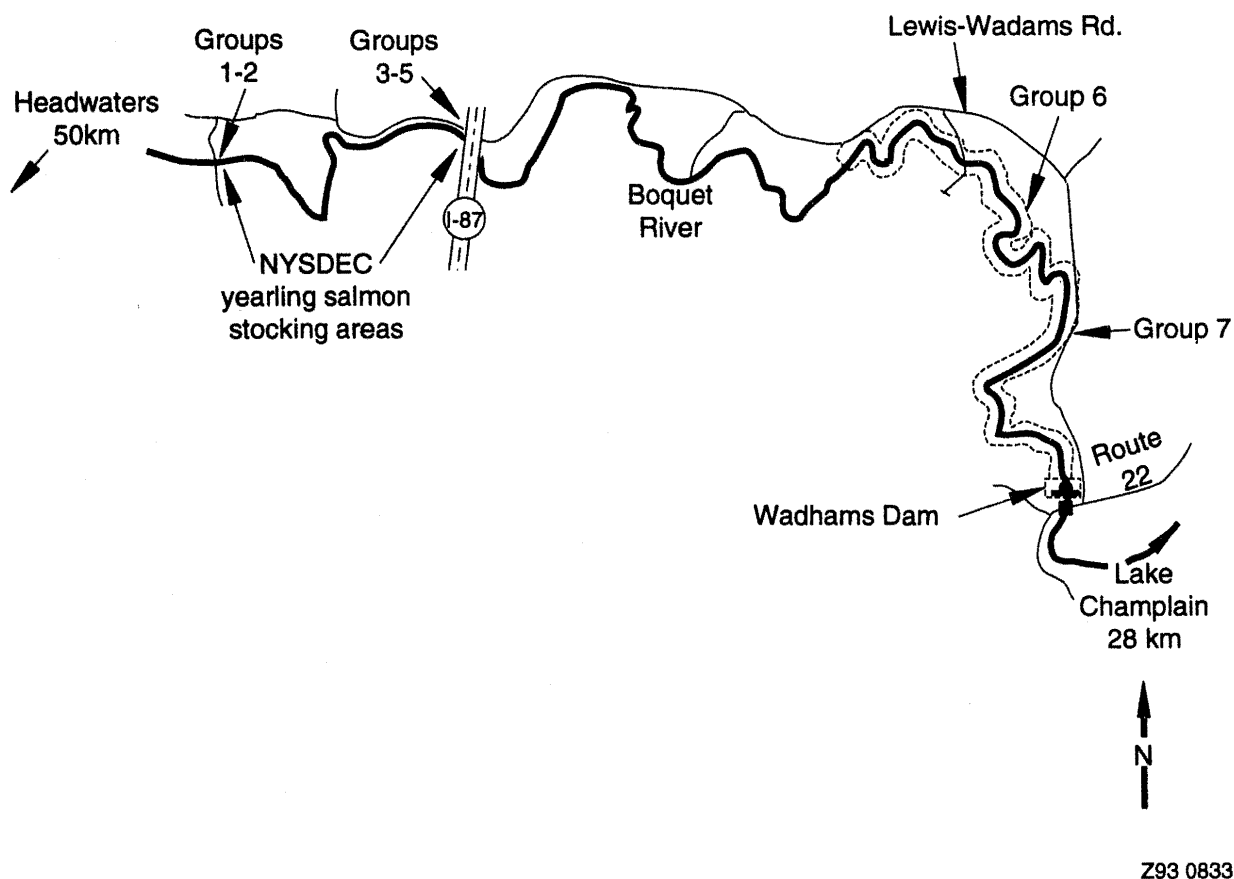 Lewis-Wadams Rd.
Groups
1-2
Groups
3-5
Group 6
Headwaters
50km
Boquet
River
I-87
NYSDEC
yearling salmon
stocking areas
Group 7
Route
22
Wadhams Dam
Lake
Champlain
28 km
N
Z93 0833